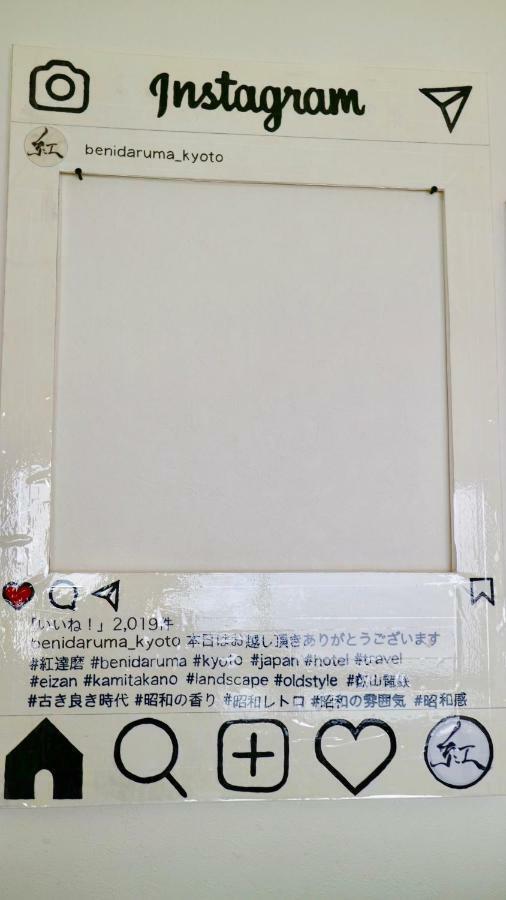 Instagram
紅 benidaruma_kyoto
「いいね！」2,019件
benidaruma_kyoto 本日はお越し頂きありがとうございます
#紅達磨 #benidaruma #kyoto #japan #hotel #travel
#eizan #kamitakano #landscape #oldstyle #叡山電鉄
#古き良き時代 #昭和の香り #昭和レトロ #昭和の雰囲気 #昭和感
紅